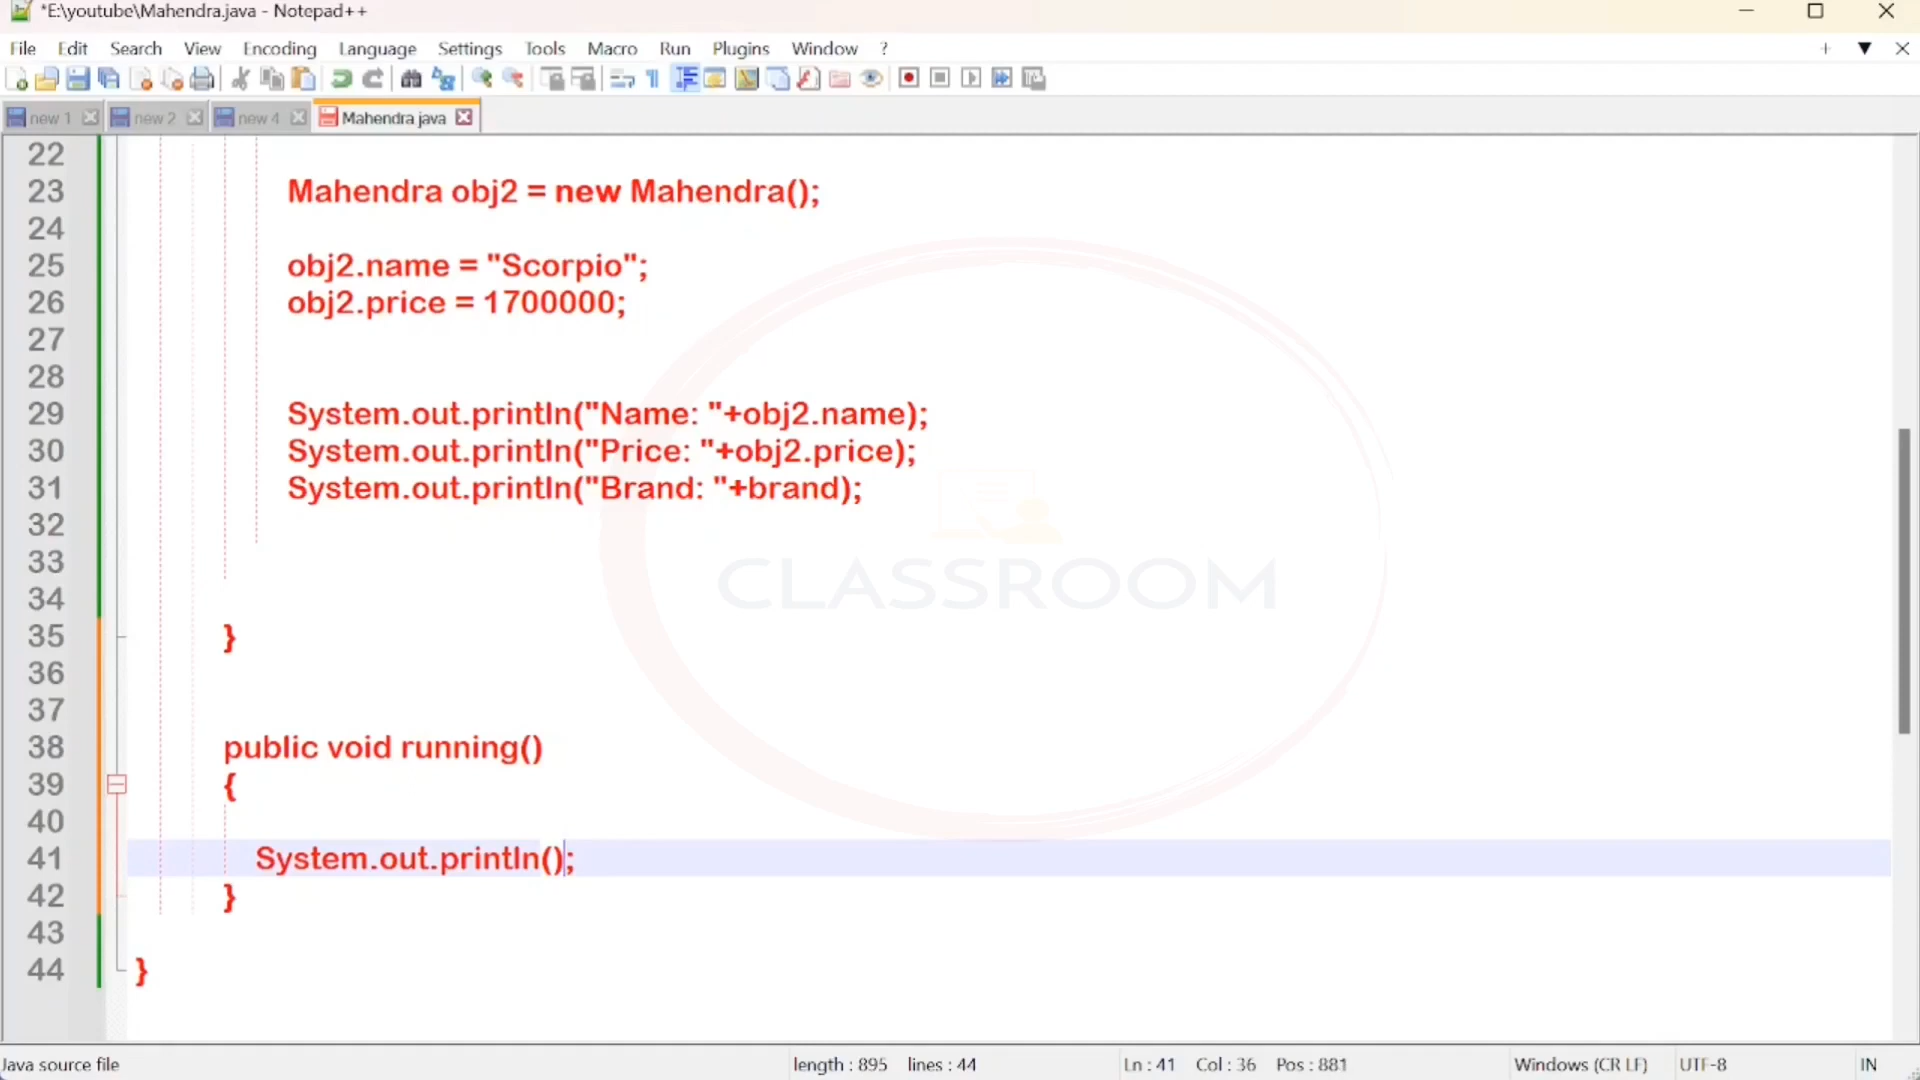 *E:\youtube\Mahendra.java - Notepad++
File Edit Search View Encoding Language Settings Tools Macro Run Plugins Window ?
new 1 new 2 new 4 Mahendra.java
22
23 Mahendra obj2 = new Mahendra();
24
25 obj2.name = "Scorpio";
26 obj2.price = 1700000;
27
28
29 System.out.println("Name: "+obj2.name);
30 System.out.println("Price: "+obj2.price);
31 System.out.println("Brand: "+brand);
32
33
CLASSROOM
34
35 }
36
37
38 public void running()
39 {
40
41 System.out.println();
42 }
43
44 }
Java source file length : 895 lines : 44 Ln : 41 Col : 36 Pos : 881 Windows (CR LF) UTF-8 IN